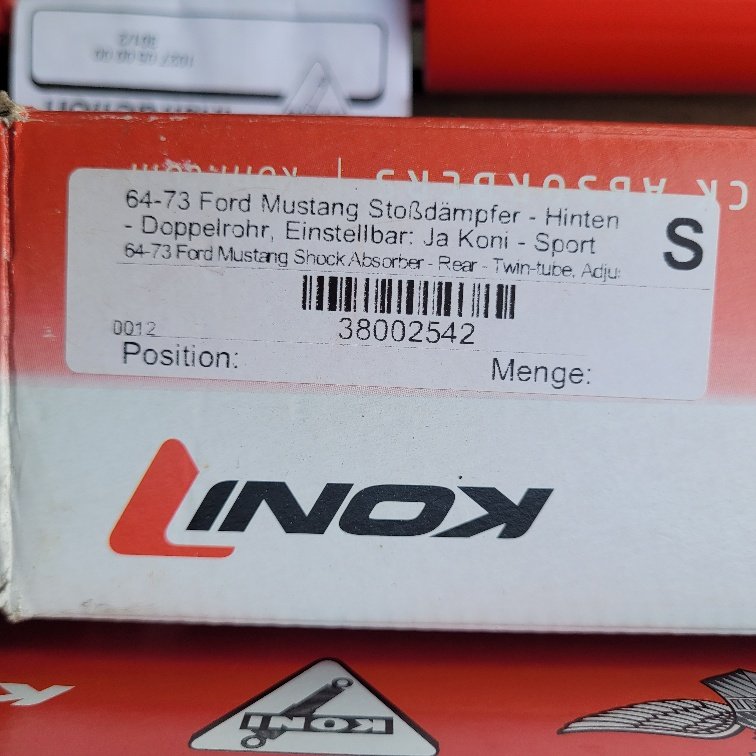 64-73 Ford Mustang Stoßdämpfer - Hinten
- Doppelrohr, Einstellbar: Ja Koni - Sport
S
64-73 Ford Mustang Shock Absorber - Rear - Twin-tube, Adju
38002542
0012
Position:
Menge:
KONI
KONI